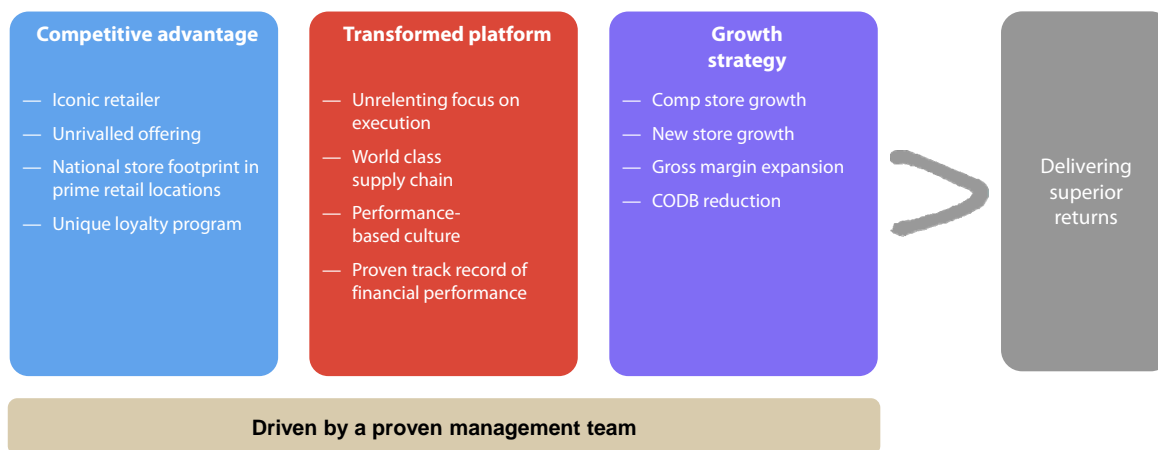 Competitive advantage
— Iconic retailer
— Unrivalled offering
— National store footprint in
prime retail locations
— Unique loyalty program
Transformed platform
— Unrelenting focus on
execution
— World class
supply chain
— Performance-
based culture
— Proven track record of
financial performance
Growth
strategy
— Comp store growth
— New store growth
— Gross margin expansion
— CODB reduction
Delivering
superior
returns
Driven by a proven management team